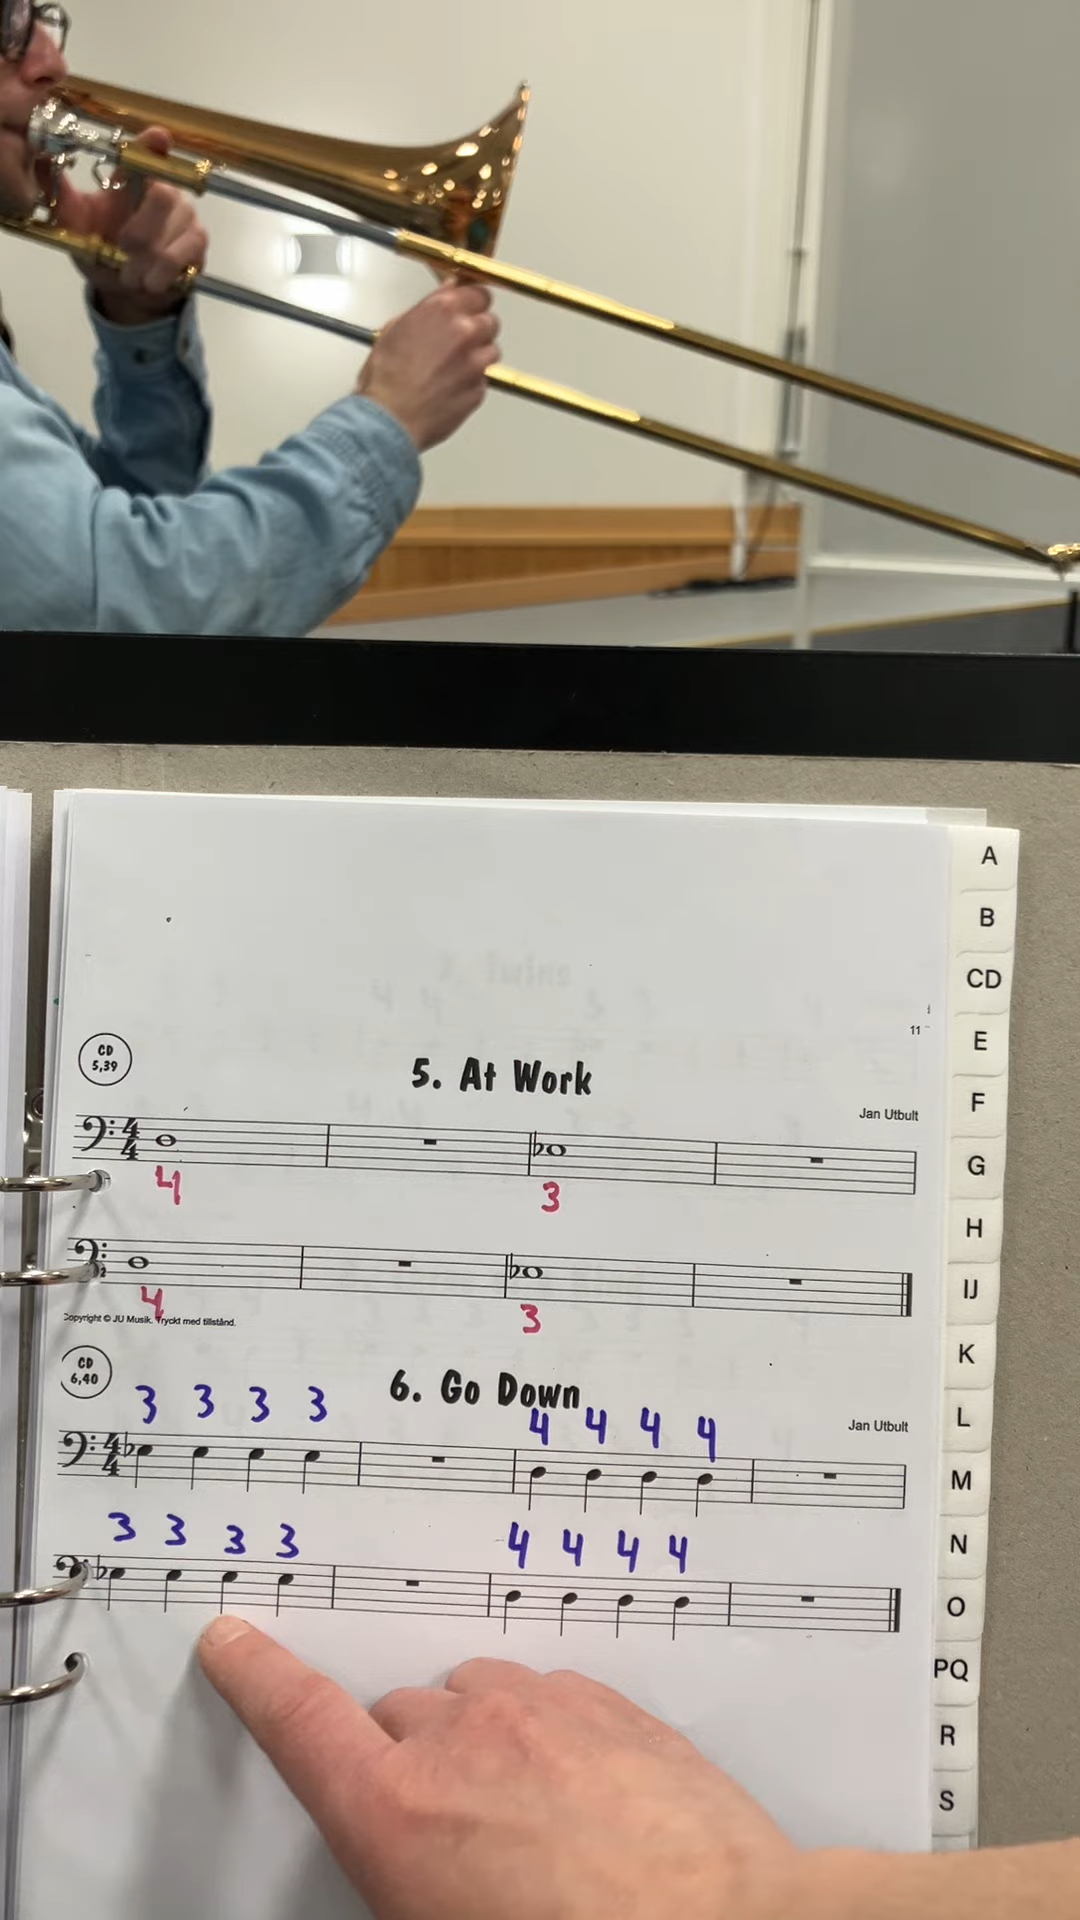 11
CD
5,39
5. At Work
Jan Utbult
4 3
4 3
Copyright © JU Musik. Tryckt med tillstånd.
CD
6,40
6. Go Down
Jan Utbult
3 3 3 3 4 4 4 4
3 3 3 3 4 4 4 4
A
B
CD
E
F
G
H
IJ
K
L
M
N
O
PQ
R
S